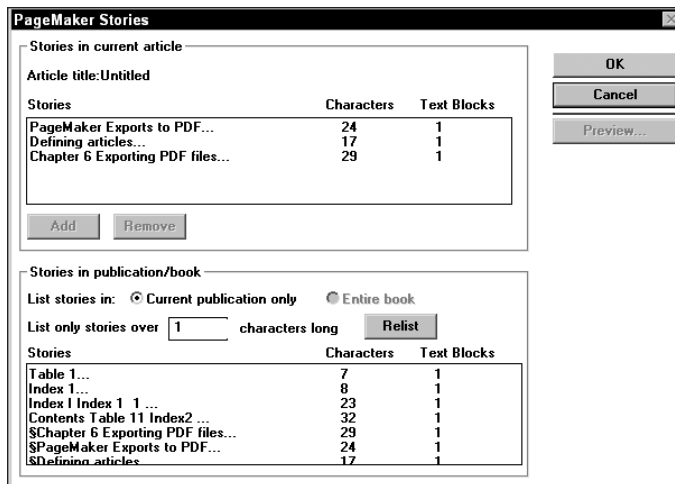 PageMaker Stories
Stories in current article
Article title:Untitled
Stories Characters Text Blocks
PageMaker Exports to PDF... 24 1
Defining articles... 17 1
Chapter 6 Exporting PDF files... 29 1
Add Remove
OK
Cancel
Preview...
Stories in publication/book
List stories in: Current publication only Entire book
List only stories over 1 characters long Relist
Stories Characters Text Blocks
Table 1... 7 1
Index 1... 8 1
Index I Index 1 1 ... 23 1
Contents Table 11 Index2 ... 32 1
§Chapter 6 Exporting PDF files... 29 1
§PageMaker Exports to PDF... 24 1
§Defining articles... 17 1